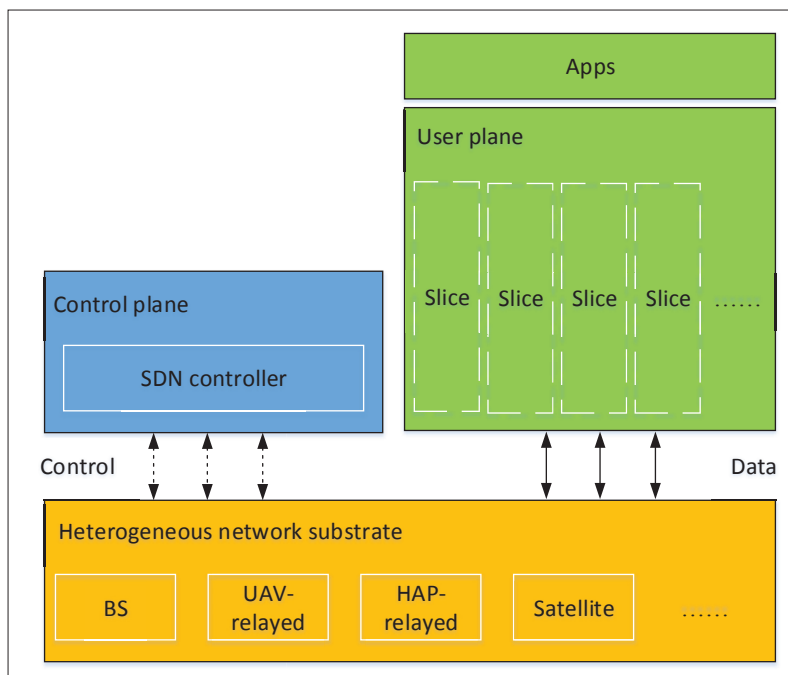 Apps
User plane
Slice Slice Slice Slice ......
Control plane
SDN controller
Control
Data
Heterogeneous network substrate
BS
UAV-
relayed
HAP-
relayed
Satellite
......